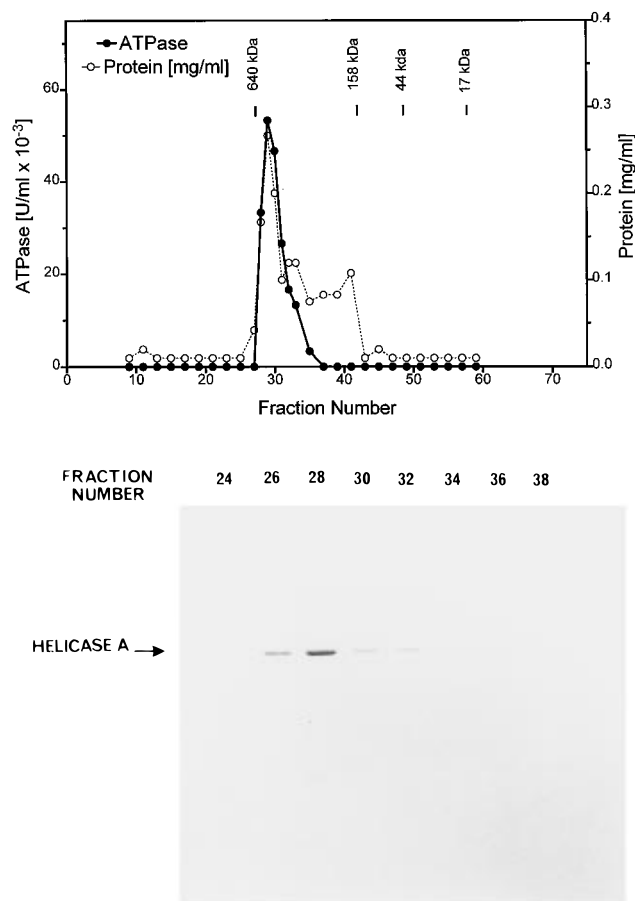 ATPase
Protein [mg/ml]
640 kDa
158 kDa
44 kda
17 kDa
ATPase [U/ml x 10-3]
60
40
20
0
Protein [mg/ml]
0.4
0.3
0.2
0.1
0.0
0 10 20 30 40 50 60 70
Fraction Number
FRACTION NUMBER 24 26 28 30 32 34 36 38
HELICASE A